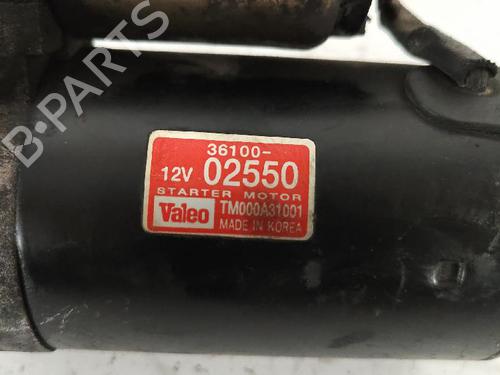 B-PARTS
36100-
12V 02550
STARTER MOTOR
Valeo TM000A31001
MADE IN KOREA